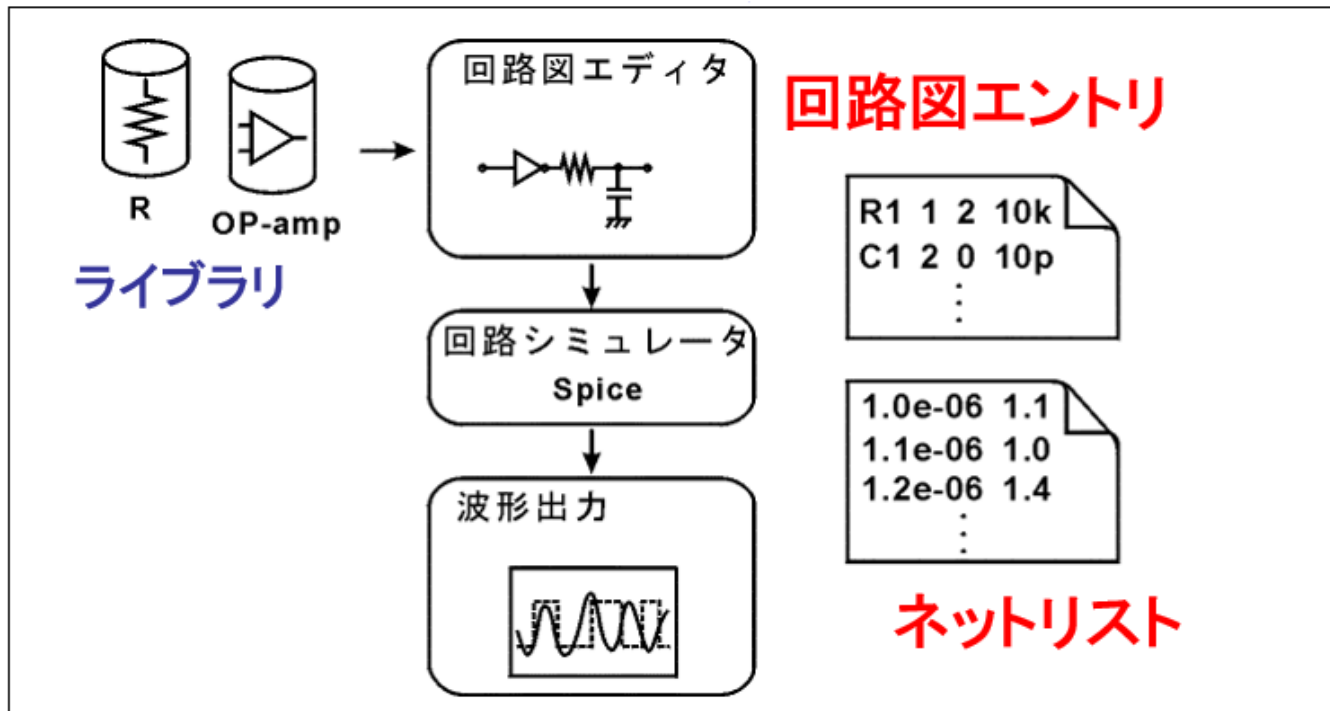 R
OP-amp
ライブラリ
回路図エディタ
回路図エントリ
R1 1 2 10k
C1 2 0 10p
回路シミュレータ
Spice
1.0e-06 1.1
1.1e-06 1.0
1.2e-06 1.4
波形出力
ネットリスト